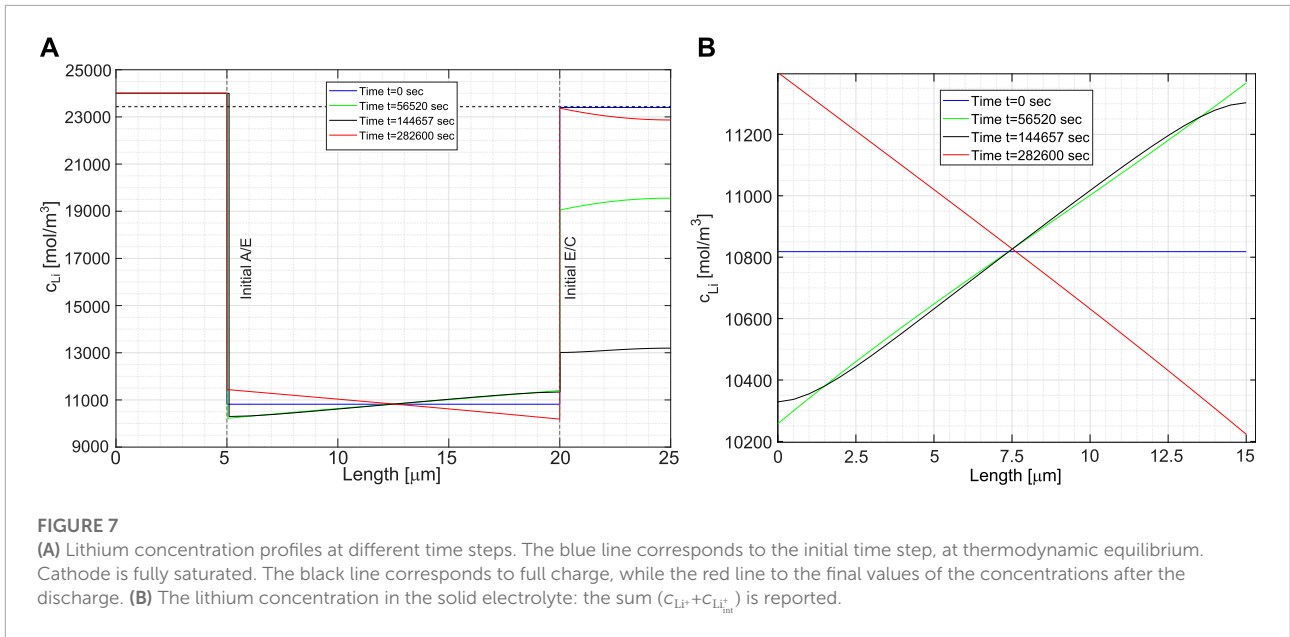 A
B
25000
23000
21000
19000
17000
15000
13000
11000
9000
c_Li [mol/m³]
Time t=0 sec
Time t=56520 sec
Time t=144657 sec
Time t=282600 sec
Initial A/E
Initial E/C
0
5
10
15
20
25
Length [μm]
11200
11000
10800
10600
10400
10200
c_Li [mol/m³]
Time t=0 sec
Time t=56520 sec
Time t=144657 sec
Time t=282600 sec
0
2.5
5
7.5
10
12.5
15
Length [μm]
FIGURE 7
(A) Lithium concentration profiles at different time steps. The blue line corresponds to the initial time step, at thermodynamic equilibrium.
Cathode is fully saturated. The black line corresponds to full charge, while the red line to the final values of the concentrations after the
discharge. (B) The lithium concentration in the solid electrolyte: the sum (c_Li⁺+c_Li⁺_int) is reported.